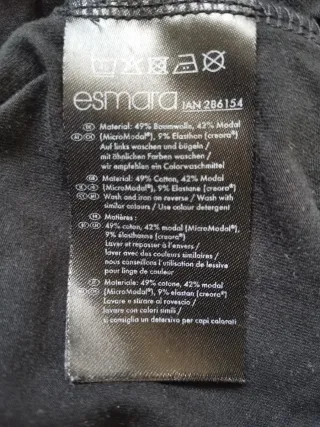 esmara IAN 286154
DE Material: 49% Baumwolle, 42% Modal
(MicroModal®), 9% Elasthan (creora®)
Auf links waschen und bügeln /
mit ähnlichen Farben waschen /
wir empfehlen ein Colorwaschmittel
Material: 49% Cotton, 42% Modal
(MicroModal®), 9% Elastane (creora®)
Wash and iron on reverse / Wash with
similar colours / Use colour detergent
Matières :
49% coton, 42% modal (MicroModal®),
9% élasthanne (creora®)
Laver et repasser à l'envers /
laver avec des couleurs similaires /
nous conseillons l'utilisation de lessive
pour linge de couleur
Materiale: 49% cotone, 42% modal
(MicroModal®), 9% elastan (creora®)
Lavare e stirare al rovescio /
lavare con colori simili /
si consiglia un detersivo per capi colorati